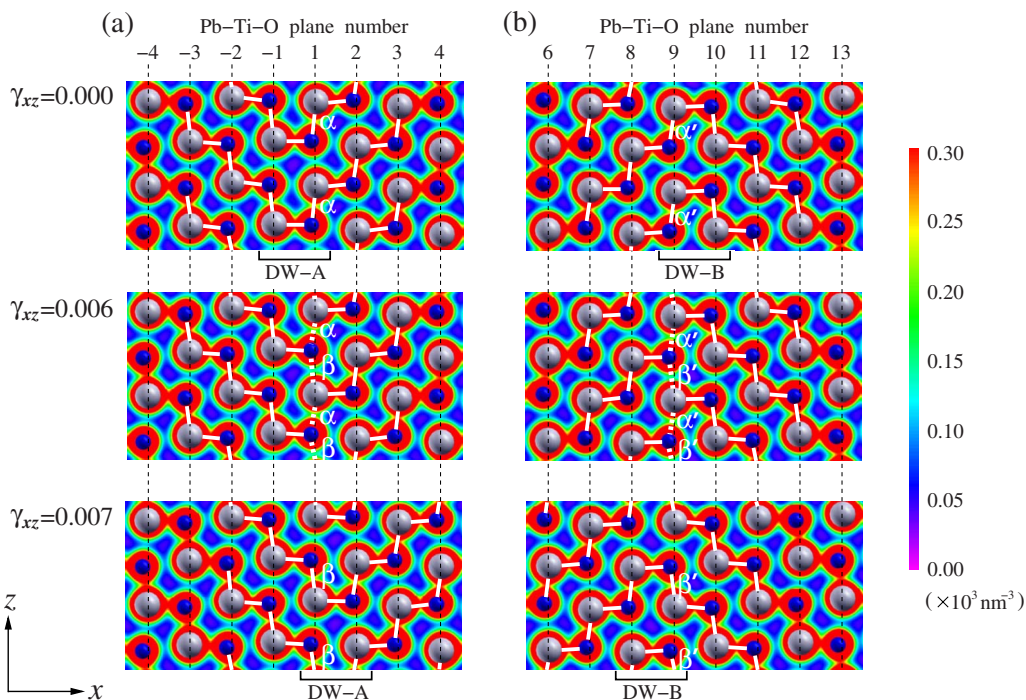 (a) Pb−Ti−O plane number
−4 −3 −2 −1 1 2 3 4
(b) Pb−Ti−O plane number
6 7 8 9 10 11 12 13
γxz=0.000
α
α
DW−A
α′
α′
DW−B
γxz=0.006
α
β
α
β
α′
β′
α′
β′
γxz=0.007
β
β
DW−A
β′
β′
DW−B
0.30
0.25
0.20
0.15
0.10
0.05
0.00
(×10³ nm⁻³)
z
x